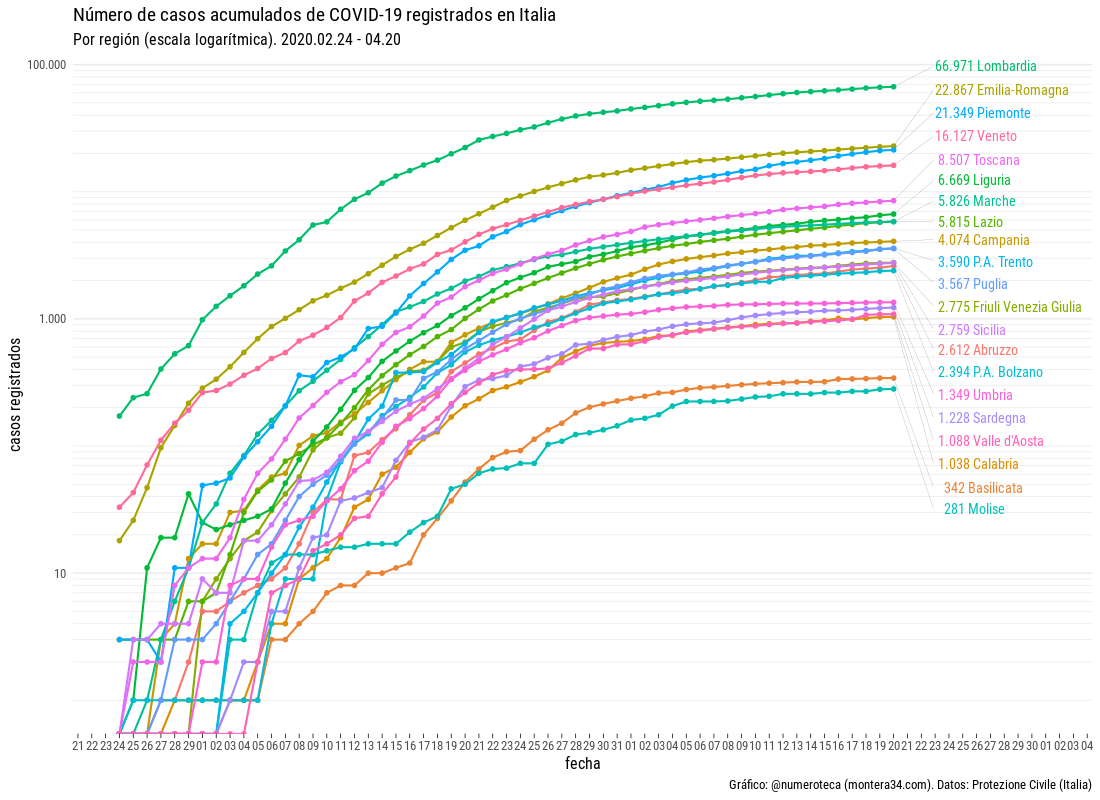 Número de casos acumulados de COVID-19 registrados en Italia
Por región (escala logarítmica). 2020.02.24 - 04.20
100.000
1.000
10
casos registrados
66.971 Lombardia
22.867 Emilia-Romagna
21.349 Piemonte
16.127 Veneto
8.507 Toscana
6.669 Liguria
5.826 Marche
5.815 Lazio
4.074 Campania
3.590 P.A. Trento
3.567 Puglia
2.775 Friuli Venezia Giulia
2.759 Sicilia
2.612 Abruzzo
2.394 P.A. Bolzano
1.349 Umbria
1.228 Sardegna
1.088 Valle d'Aosta
1.038 Calabria
342 Basilicata
281 Molise
21 22 23 24 25 26 27 28 29 01 02 03 04 05 06 07 08 09 10 11 12 13 14 15 16 17 18 19 20 21 22 23 24 25 26 27 28 29 30 31 01 02 03 04 05 06 07 08 09 10 11 12 13 14 15 16 17 18 19 20 21 22 23 24 25 26 27 28 29 30 01 02 03 04
fecha
Gráfico: @numeroteca (montera34.com). Datos: Protezione Civile (Italia)